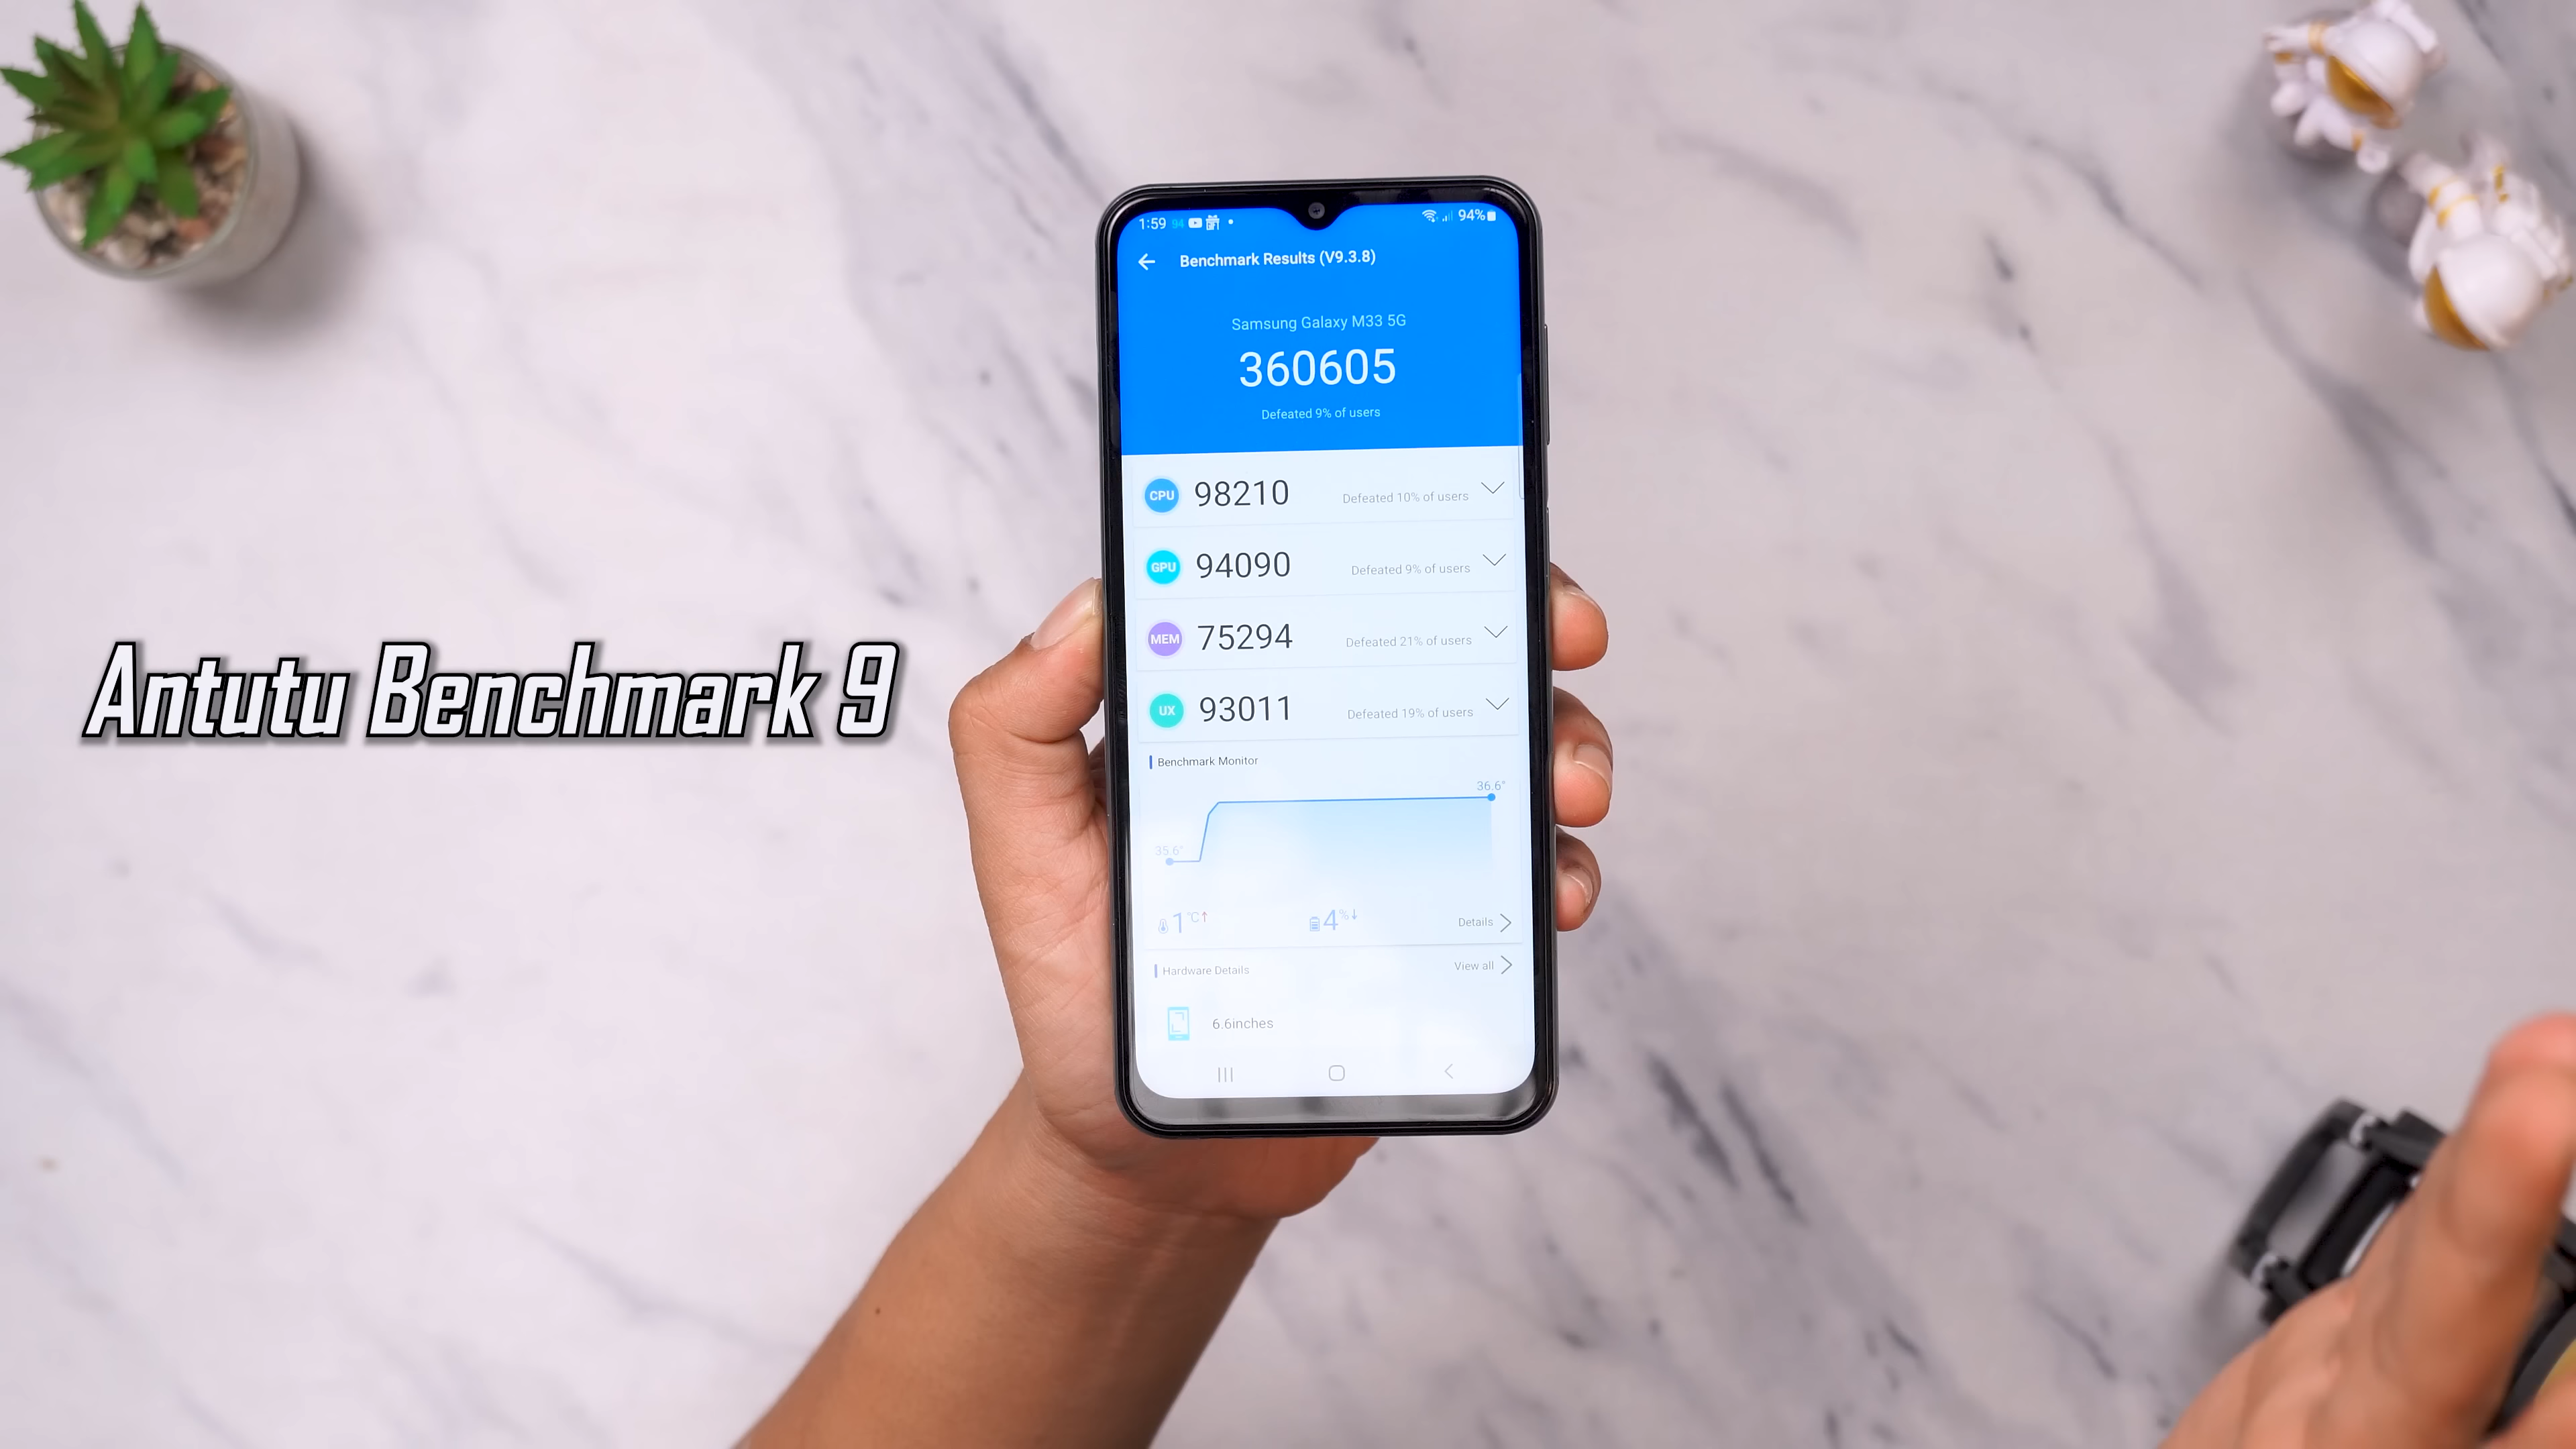 1:59 94 94%
Benchmark Results (V9.3.8)
Samsung Galaxy M33 5G
360605
Defeated 9% of users
CPU 98210 Defeated 10% of users
GPU 94090 Defeated 9% of users
MEM 75294 Defeated 21% of users
UX 93011 Defeated 19% of users
Antutu Benchmark 9
Benchmark Monitor
36.6°
35.6°
1°C↑ 4%↓ Details
Hardware Details View all
6.6inches